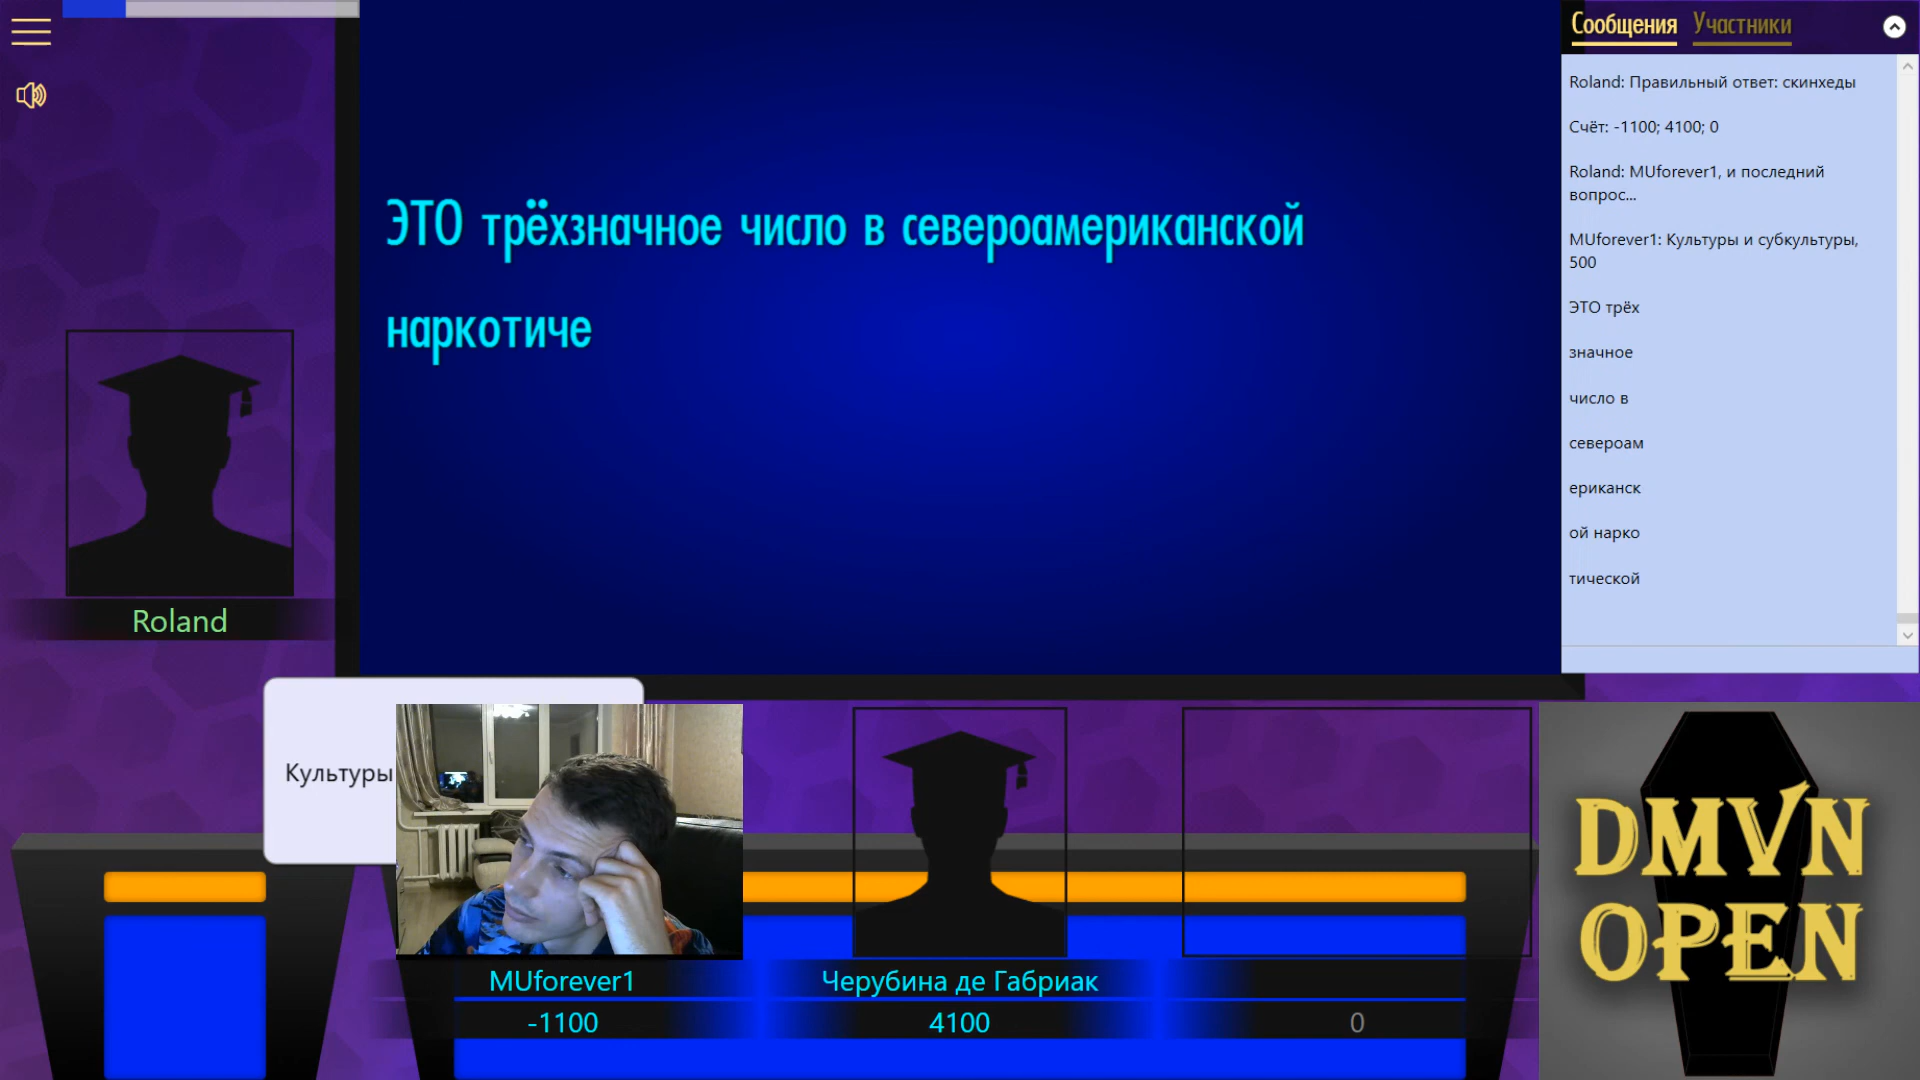 Сообщения Участники
ЭТО трёхзначное число в североамериканской
наркотиче
Roland: Правильный ответ: скинхеды
Счёт: -1100; 4100; 0
Roland: MUforever1, и последний
вопрос...
MUforever1: Культуры и субкультуры,
500
ЭТО трёх
значное
число в
североам
ериканск
ой нарко
тической
Roland
Культуры
MUforever1
-1100
Черубина де Габриак
4100
0
DMVN
OPEN